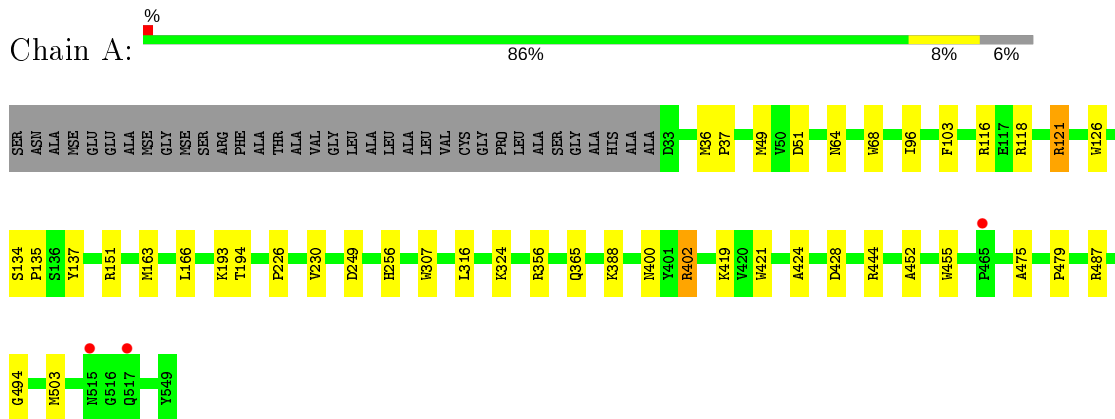 %
Chain A:
86% 8% 6%
SER ASN ALA MSE GLU GLU ALA MSE GLY MSE SER ARG PHE ALA THR ALA VAL GLY LEU ALA LEU ALA LEU VAL CYS GLY PRO LEU ALA SER GLY ALA HIS ALA ALA D33 M36 P37 M49 V50 D51 N64 W68 I96 F103 R116 E117 R118 R121 W126
S134 P135 S136 Y137 R151 M163 L166 K193 T194 P226 V230 D249 H256 W307 L316 K324 R356 Q365 K388 N400 Y401 R402 K419 V420 W421 A424 D428 R444 A452 W455 P465 A475 P479 R487
G494 M503 N515 G516 Q517 Y549